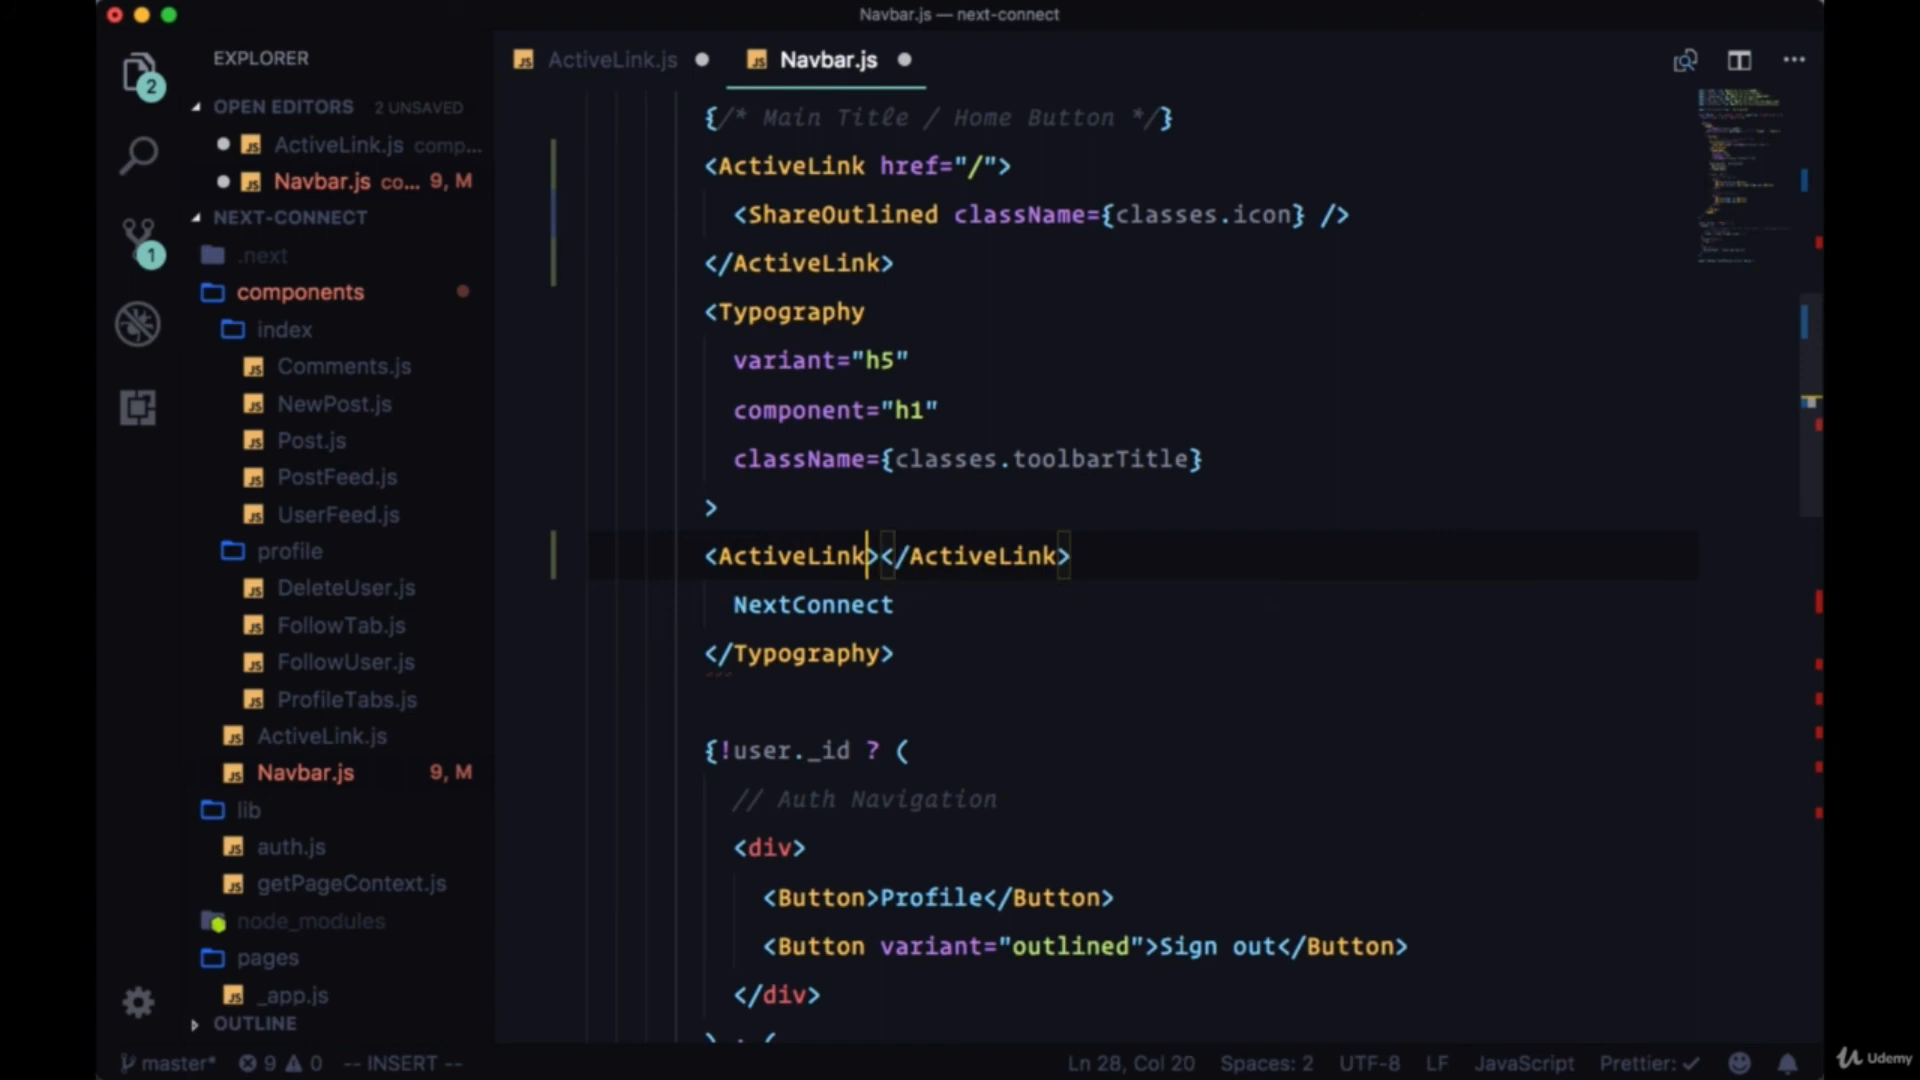 Navbar.js — next-connect
EXPLORER
OPEN EDITORS 2 UNSAVED
ActiveLink.js comp...
Navbar.js co... 9, M
NEXT-CONNECT
.next
components
index
Comments.js
NewPost.js
Post.js
PostFeed.js
UserFeed.js
profile
DeleteUser.js
FollowTab.js
FollowUser.js
ProfileTabs.js
ActiveLink.js
Navbar.js 9, M
lib
auth.js
getPageContext.js
node_modules
pages
_app.js
OUTLINE
2
1
ActiveLink.js
Navbar.js
{/* Main Title / Home Button */}
<ActiveLink href="/">
<ShareOutlined className={classes.icon} />
</ActiveLink>
<Typography
variant="h5"
component="h1"
className={classes.toolbarTitle}
>
<ActiveLink></ActiveLink>
NextConnect
</Typography>
{!user._id ? (
// Auth Navigation
<div>
<Button>Profile</Button>
<Button variant="outlined">Sign out</Button>
</div>
) : (
master* 9 0 -- INSERT -- Ln 28, Col 20 Spaces: 2 UTF-8 LF JavaScript Prettier: ✓
Udemy